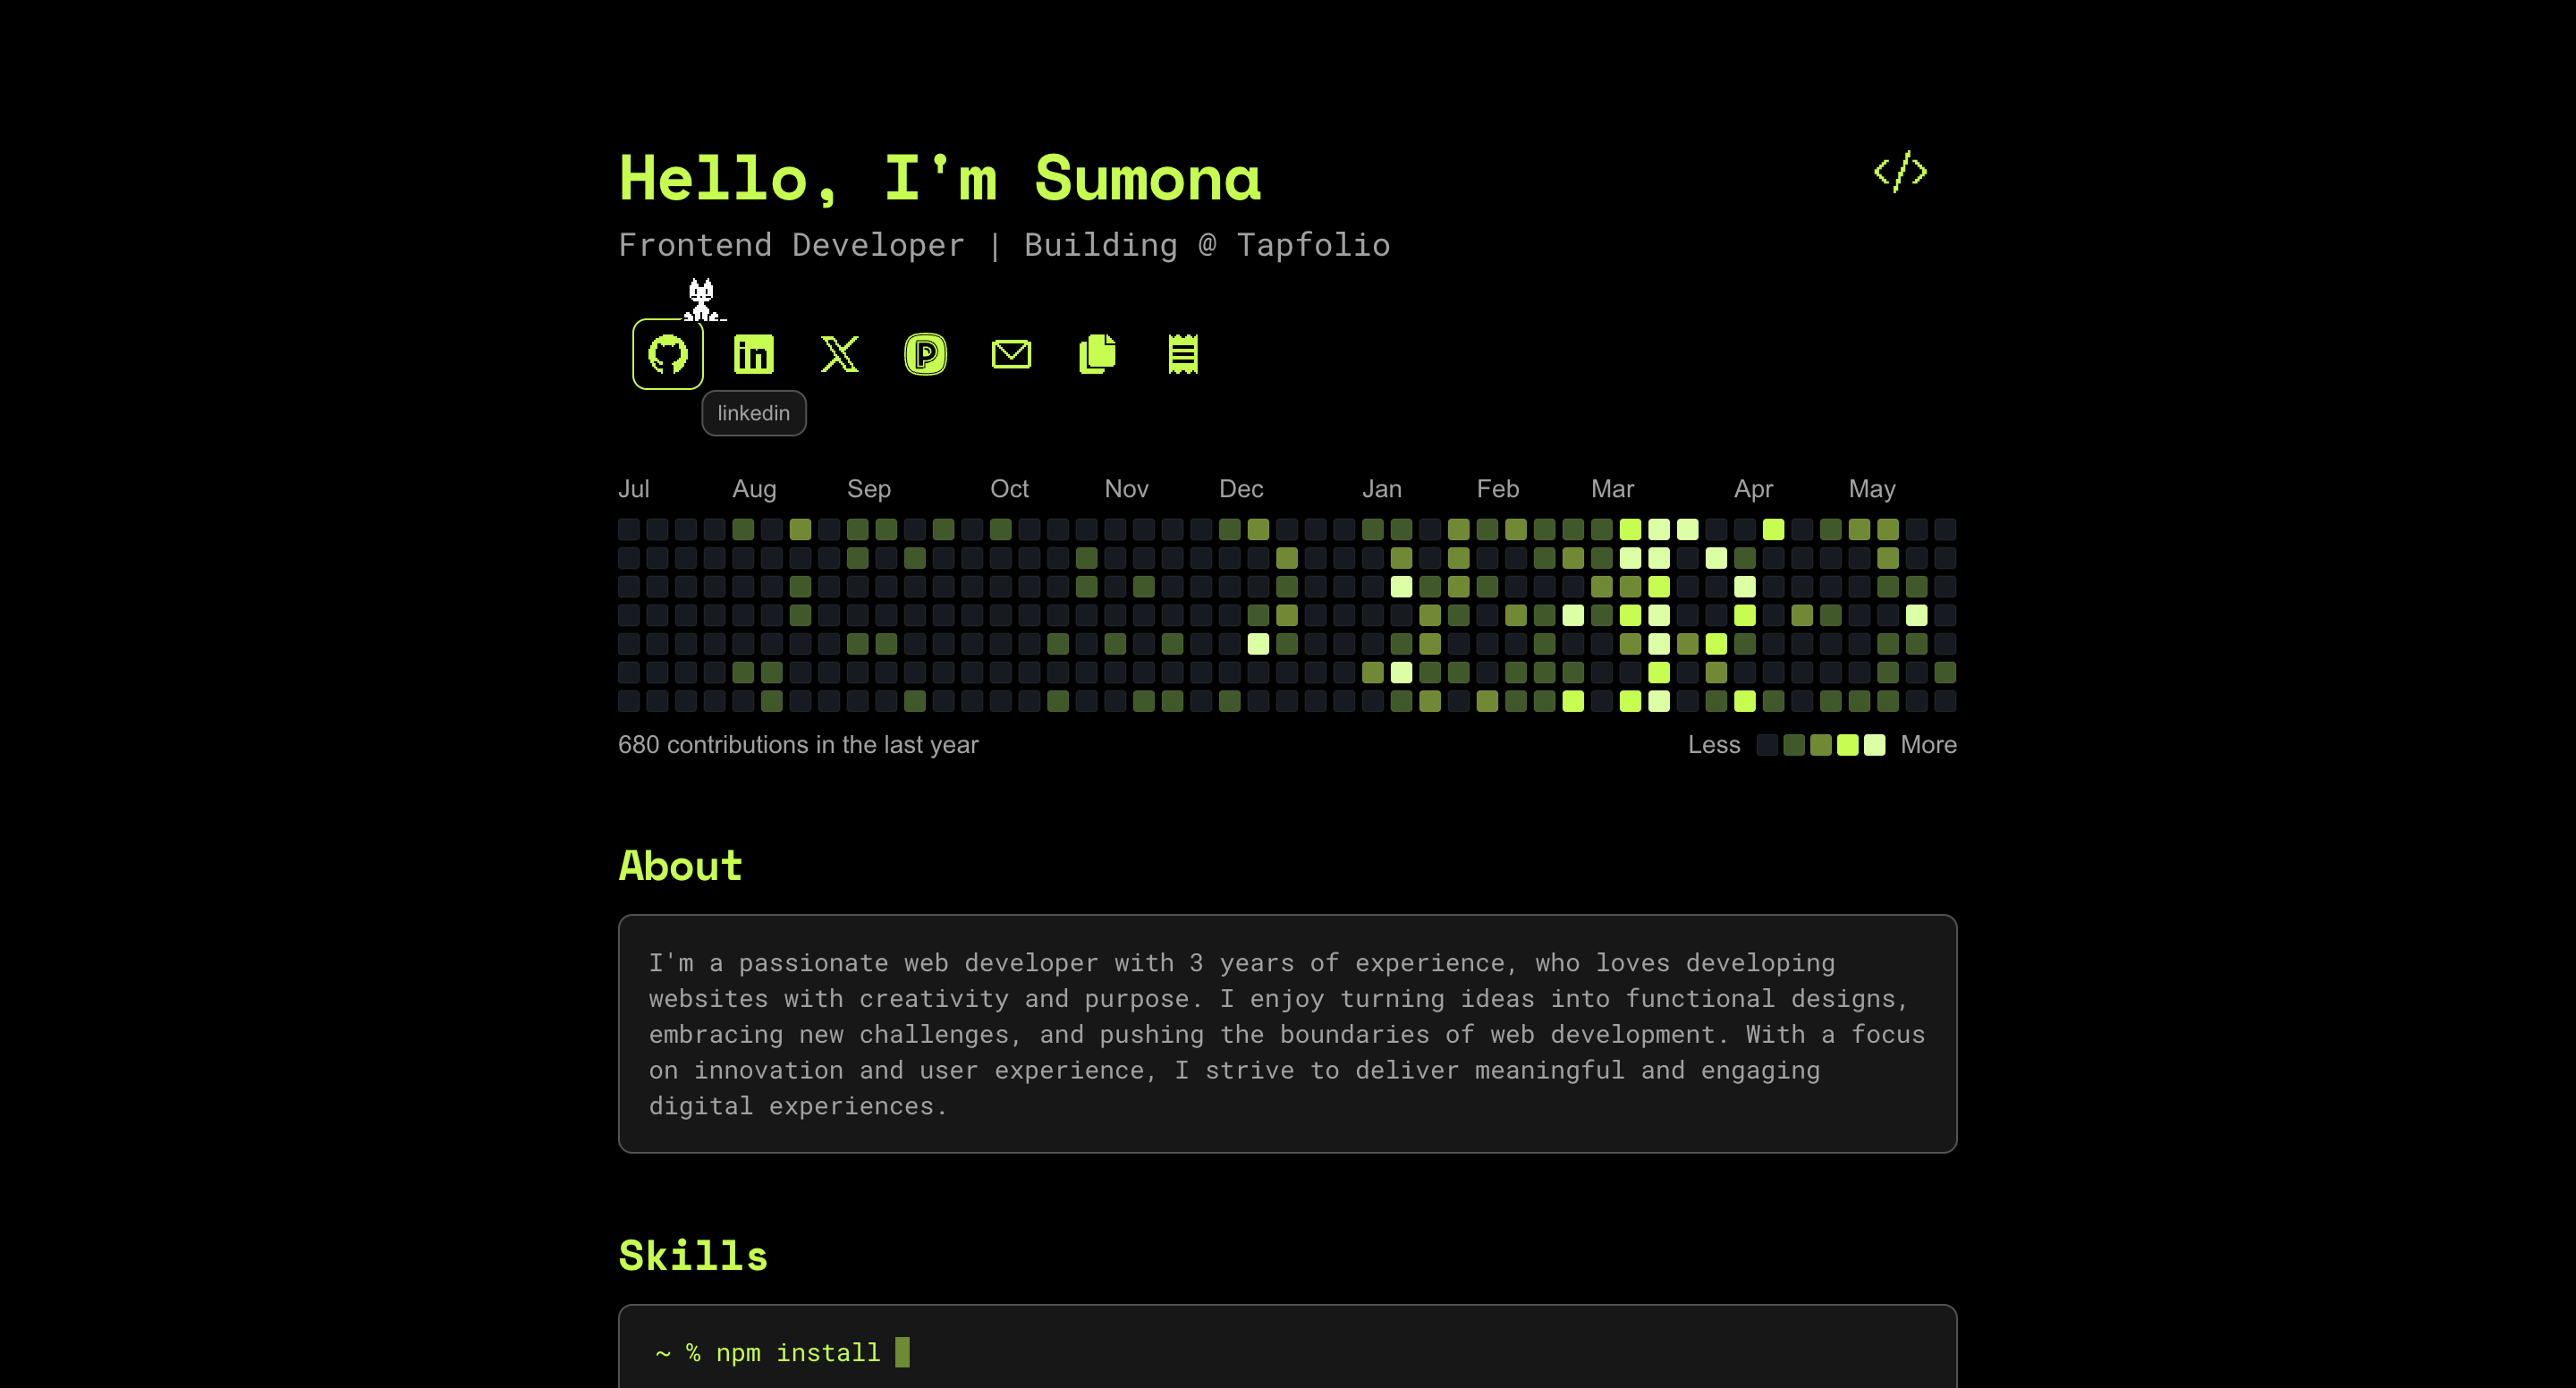 Hello, I'm Sumona
</>
Frontend Developer | Building @ Tapfolio
in X P
linkedin
Jul Aug Sep Oct Nov Dec Jan Feb Mar Apr May
680 contributions in the last year Less More
About
I'm a passionate web developer with 3 years of experience, who loves developing
websites with creativity and purpose. I enjoy turning ideas into functional designs,
embracing new challenges, and pushing the boundaries of web development. With a focus
on innovation and user experience, I strive to deliver meaningful and engaging
digital experiences.
Skills
~ % npm install